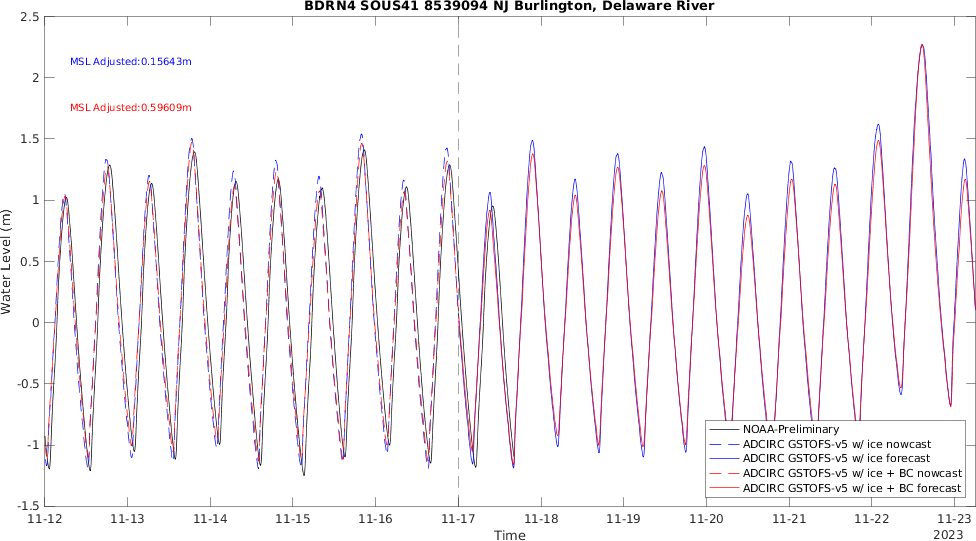 BDRN4 SOUS41 8539094 NJ Burlington, Delaware River
2.5
2
1.5
1
0.5
0
-0.5
-1
-1.5
Water Level (m)
MSL Adjusted:0.15643m
MSL Adjusted:0.59609m
NOAA-Preliminary
ADCIRC GSTOFS-v5 w/ ice nowcast
ADCIRC GSTOFS-v5 w/ ice forecast
ADCIRC GSTOFS-v5 w/ ice + BC nowcast
ADCIRC GSTOFS-v5 w/ ice + BC forecast
11-12 11-13 11-14 11-15 11-16 11-17 11-18 11-19 11-20 11-21 11-22 11-23
Time
2023